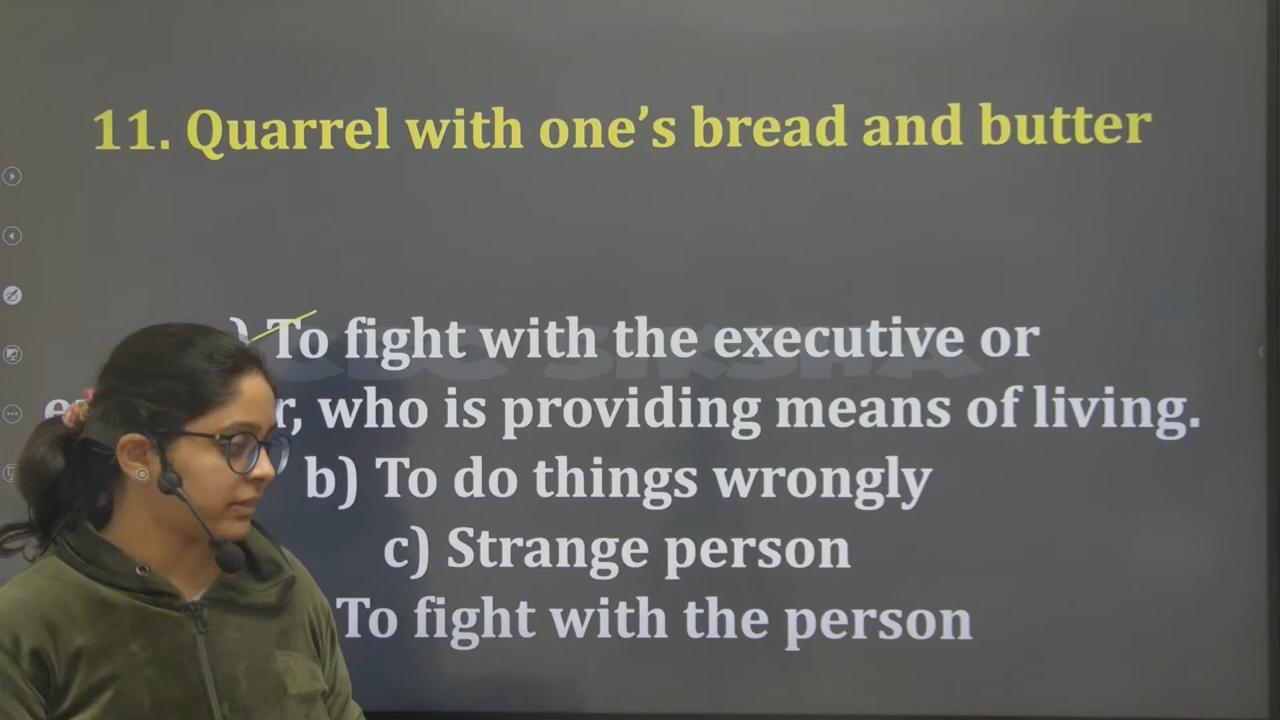 11. Quarrel with one's bread and butter
) To fight with the executive or
who is providing means of living.
b) To do things wrongly
c) Strange person
To fight with the person